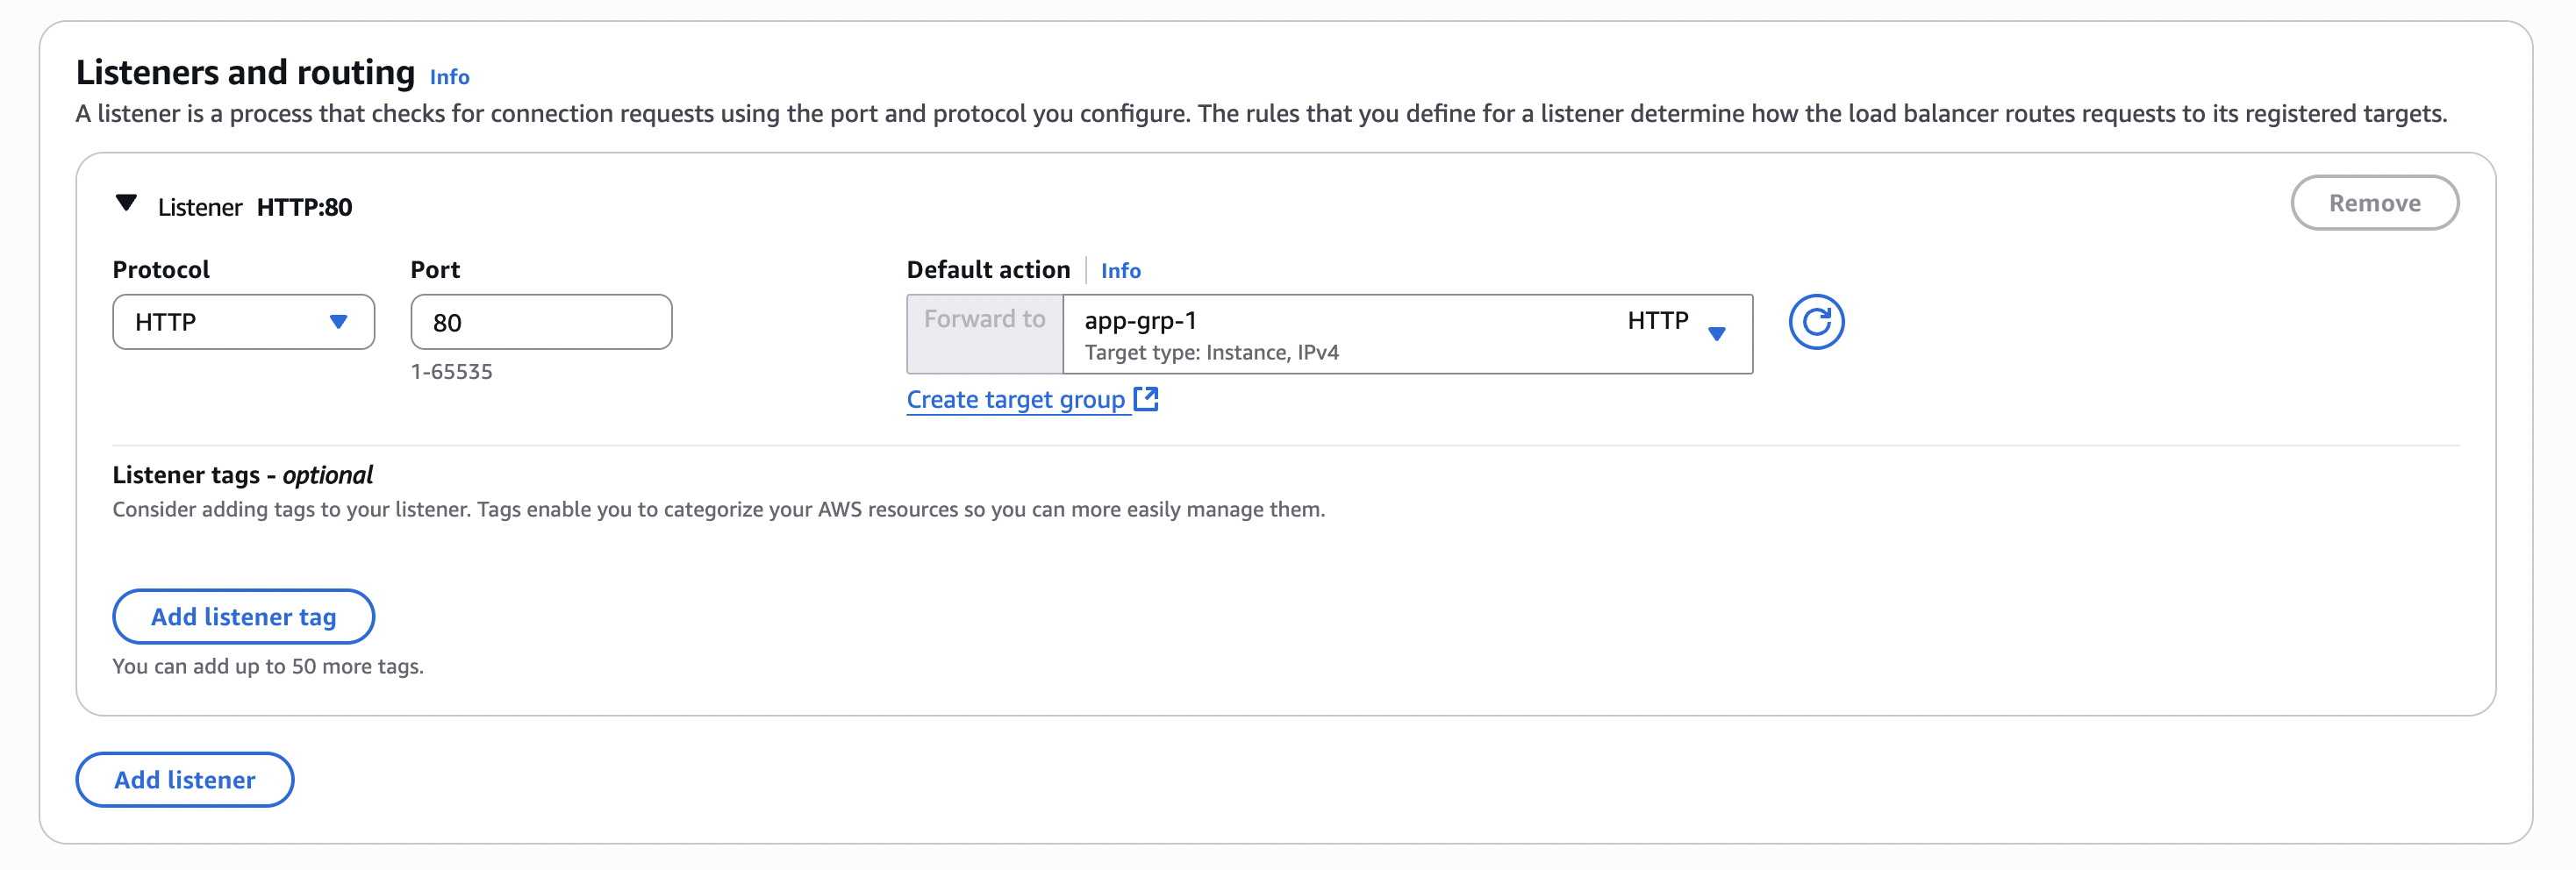 Listeners and routing Info
A listener is a process that checks for connection requests using the port and protocol you configure. The rules that you define for a listener determine how the load balancer routes requests to its registered targets.
Listener HTTP:80
Remove
Protocol
Port
Default action Info
HTTP
80
Forward to
app-grp-1
HTTP
Target type: Instance, IPv4
1-65535
Create target group
Listener tags - optional
Consider adding tags to your listener. Tags enable you to categorize your AWS resources so you can more easily manage them.
Add listener tag
You can add up to 50 more tags.
Add listener